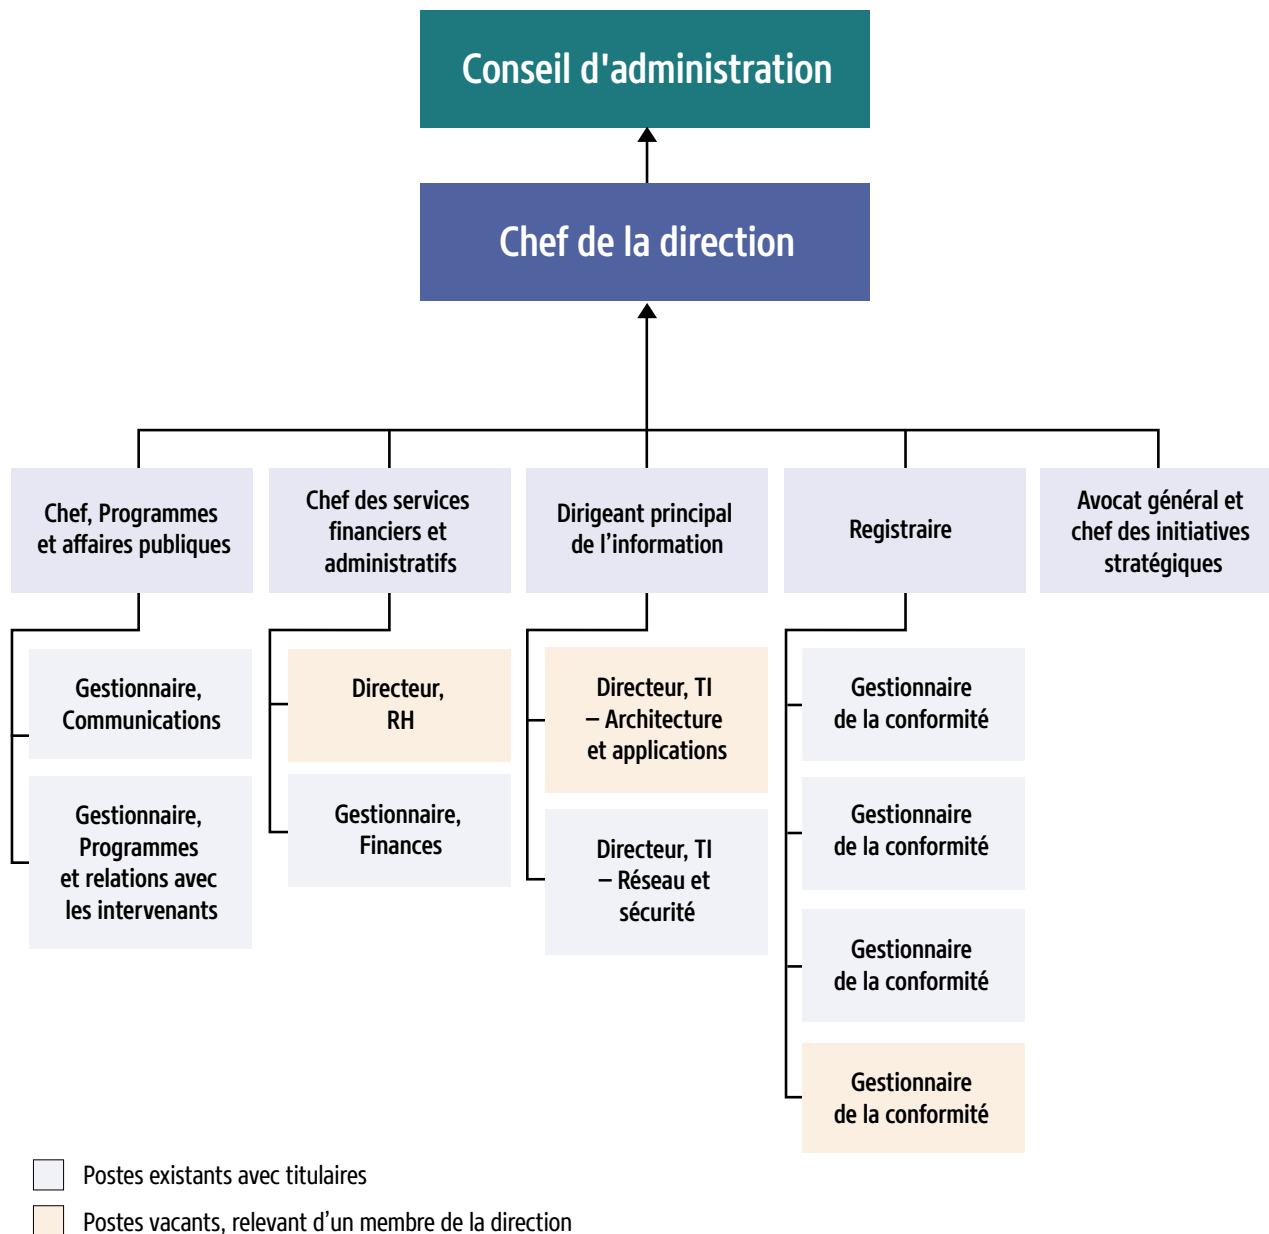 Conseil d'administration
Chef de la direction
Chef, Programmes
et affaires publiques
Chef des services
financiers et
administratifs
Dirigeant principal
de l’information
Registraire
Avocat général et
chef des initiatives
stratégiques
Gestionnaire,
Communications
Gestionnaire,
Programmes
et relations avec
les intervenants
Directeur,
RH
Gestionnaire,
Finances
Directeur, TI
– Architecture
et applications
Directeur, TI
– Réseau et
sécurité
Gestionnaire
de la conformité
Gestionnaire
de la conformité
Gestionnaire
de la conformité
Gestionnaire
de la conformité
Postes existants avec titulaires
Postes vacants, relevant d’un membre de la direction